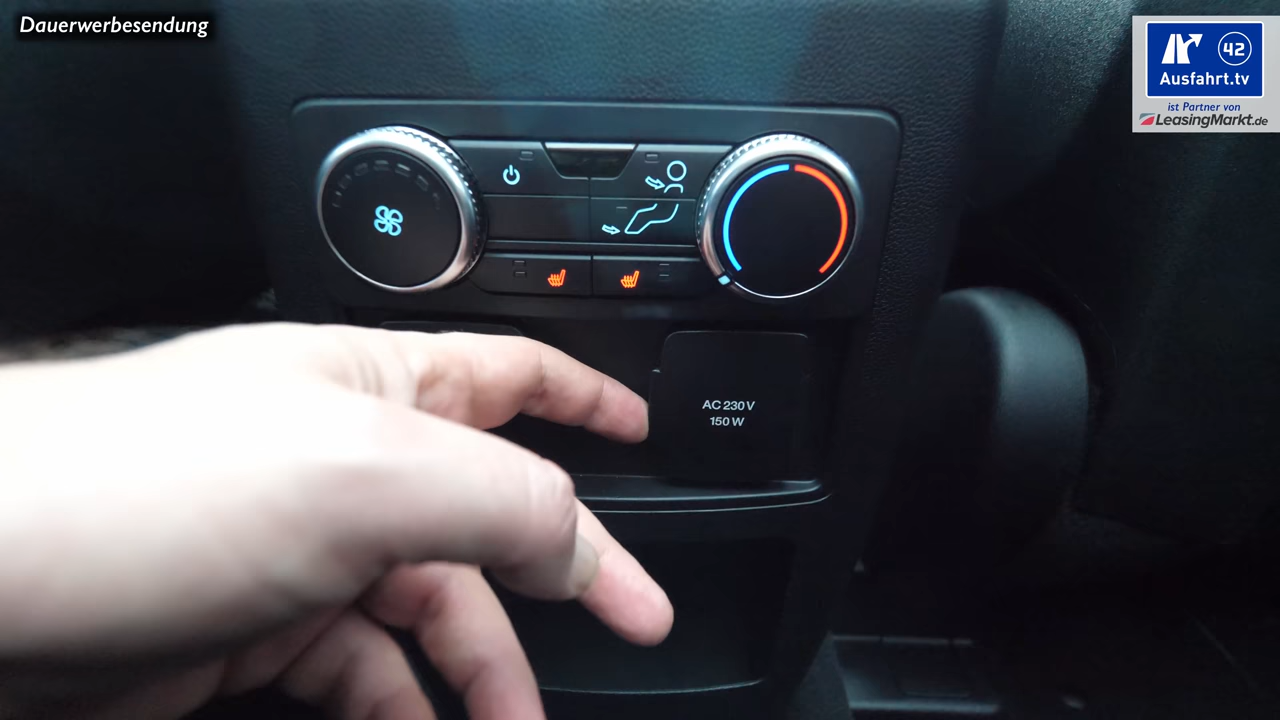 Dauerwerbesendung
42
Ausfahrt.tv
ist Partner von
LeasingMarkt.de
AC 230 V
150 W